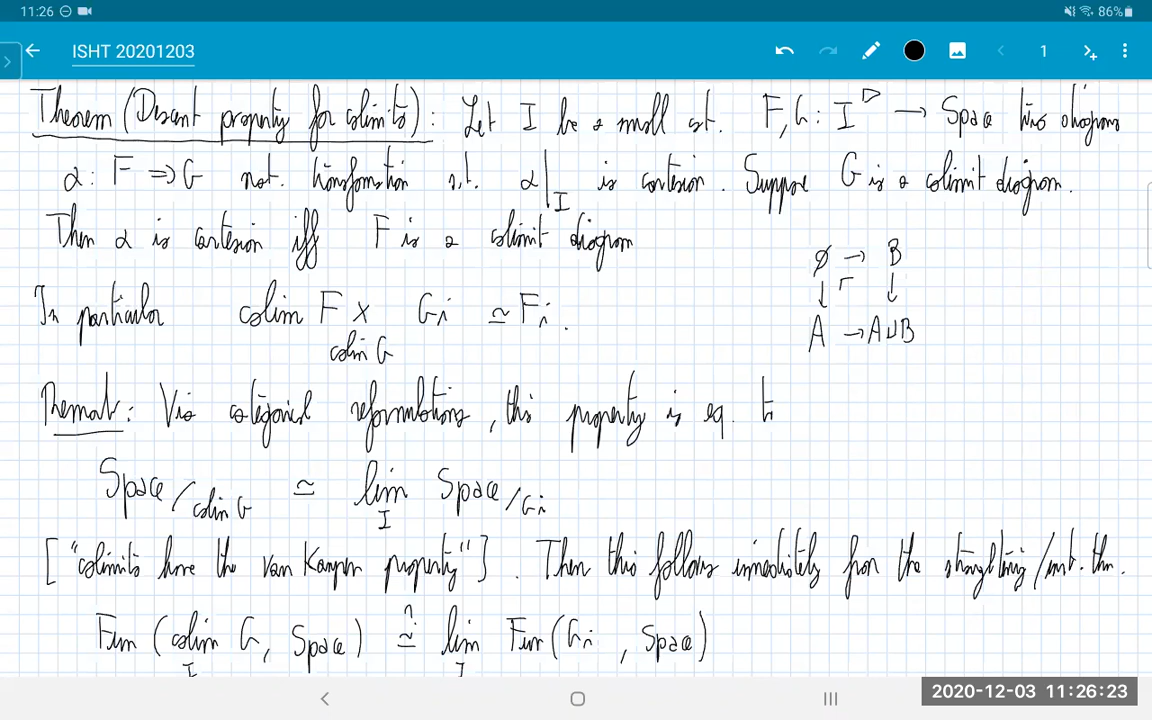 11:26
86%
ISHT 20201203
1
Theorem (Descent property for colimits): Let I be a small cat. F, G: I^▷ → Space two diagrams
α: F ⇒ G nat. transformation s.t. α|_I is cartesian. Suppose G is a colimit diagram.
Then α is cartesian iff F is a colimit diagram
∅ → B
↓ ┌ ↓
A → A⊔B
In particular colim F ×_{colim G} G_i ≃ F_i.
Remark: Via categorical reformulations, this property is eq. to
Space/colim G ≃ lim_I Space/G_i
["colimits have the van Kampen property"]. Then this follows immediately from the straightening/unst. thm.
Fun (colim_I G, Space) ≃^? lim_I Fun (G_i, Space)
2020-12-03 11:26:23